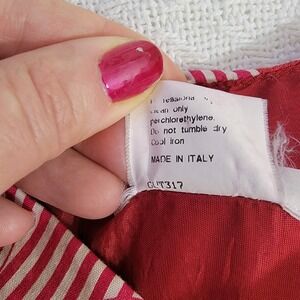 clean only
perchlorethylene.
Do not tumble dry
Cool iron
MADE IN ITALY
CUT317